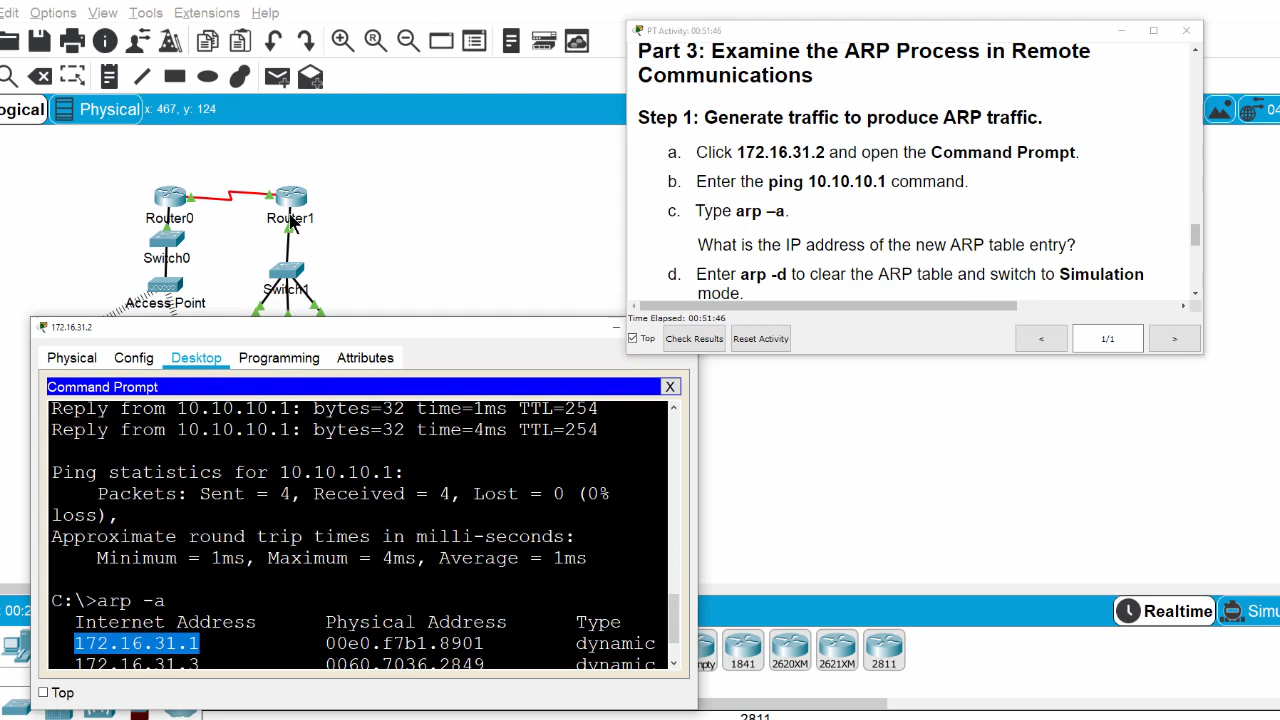 dit Options View Tools Extensions Help
ogical Physical x: 467, y: 124
04
Router0
Router1
Switch0
Switch1
Access Point
PT Activity: 00:51:46
Part 3: Examine the ARP Process in Remote
Communications
Step 1: Generate traffic to produce ARP traffic.
a. Click 172.16.31.2 and open the Command Prompt.
b. Enter the ping 10.10.10.1 command.
c. Type arp –a.
What is the IP address of the new ARP table entry?
d. Enter arp -d to clear the ARP table and switch to Simulation
mode.
Time Elapsed: 00:51:46
Top Check Results Reset Activity < 1/1 >
172.16.31.2
Physical Config Desktop Programming Attributes
Command Prompt X
Reply from 10.10.10.1: bytes=32 time=1ms TTL=254
Reply from 10.10.10.1: bytes=32 time=4ms TTL=254
Ping statistics for 10.10.10.1:
Packets: Sent = 4, Received = 4, Lost = 0 (0%
loss),
Approximate round trip times in milli-seconds:
Minimum = 1ms, Maximum = 4ms, Average = 1ms
C:\>arp -a
Internet Address Physical Address Type
172.16.31.1 00e0.f7b1.8901 dynamic
172.16.31.3 0060.7036.2849 dynamic
Top
00:2
Realtime Simu
mpty 1841 2620XM 2621XM 2811
2811